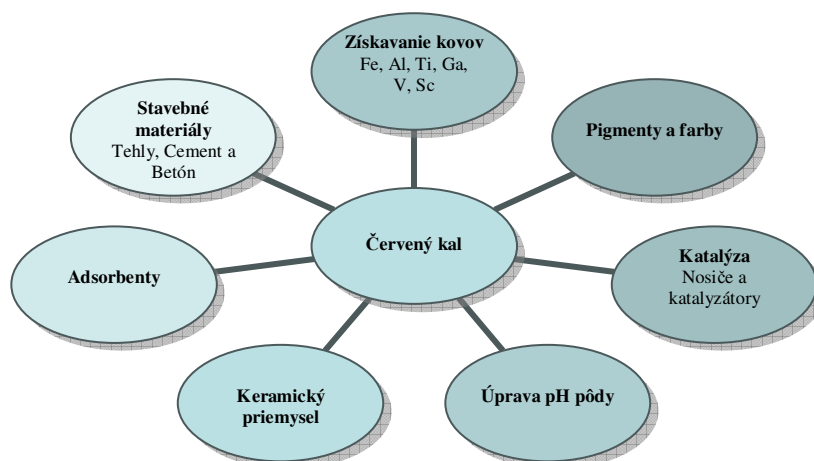 Získavanie kovov
Fe, Al, Ti, Ga,
V, Sc
Stavebné
materiály
Tehly, Cement a
Betón
Pigmenty a farby
Červený kal
Adsorbenty
Katalýza
Nosiče a
katalyzátory
Keramický
priemysel
Úprava pH pôdy